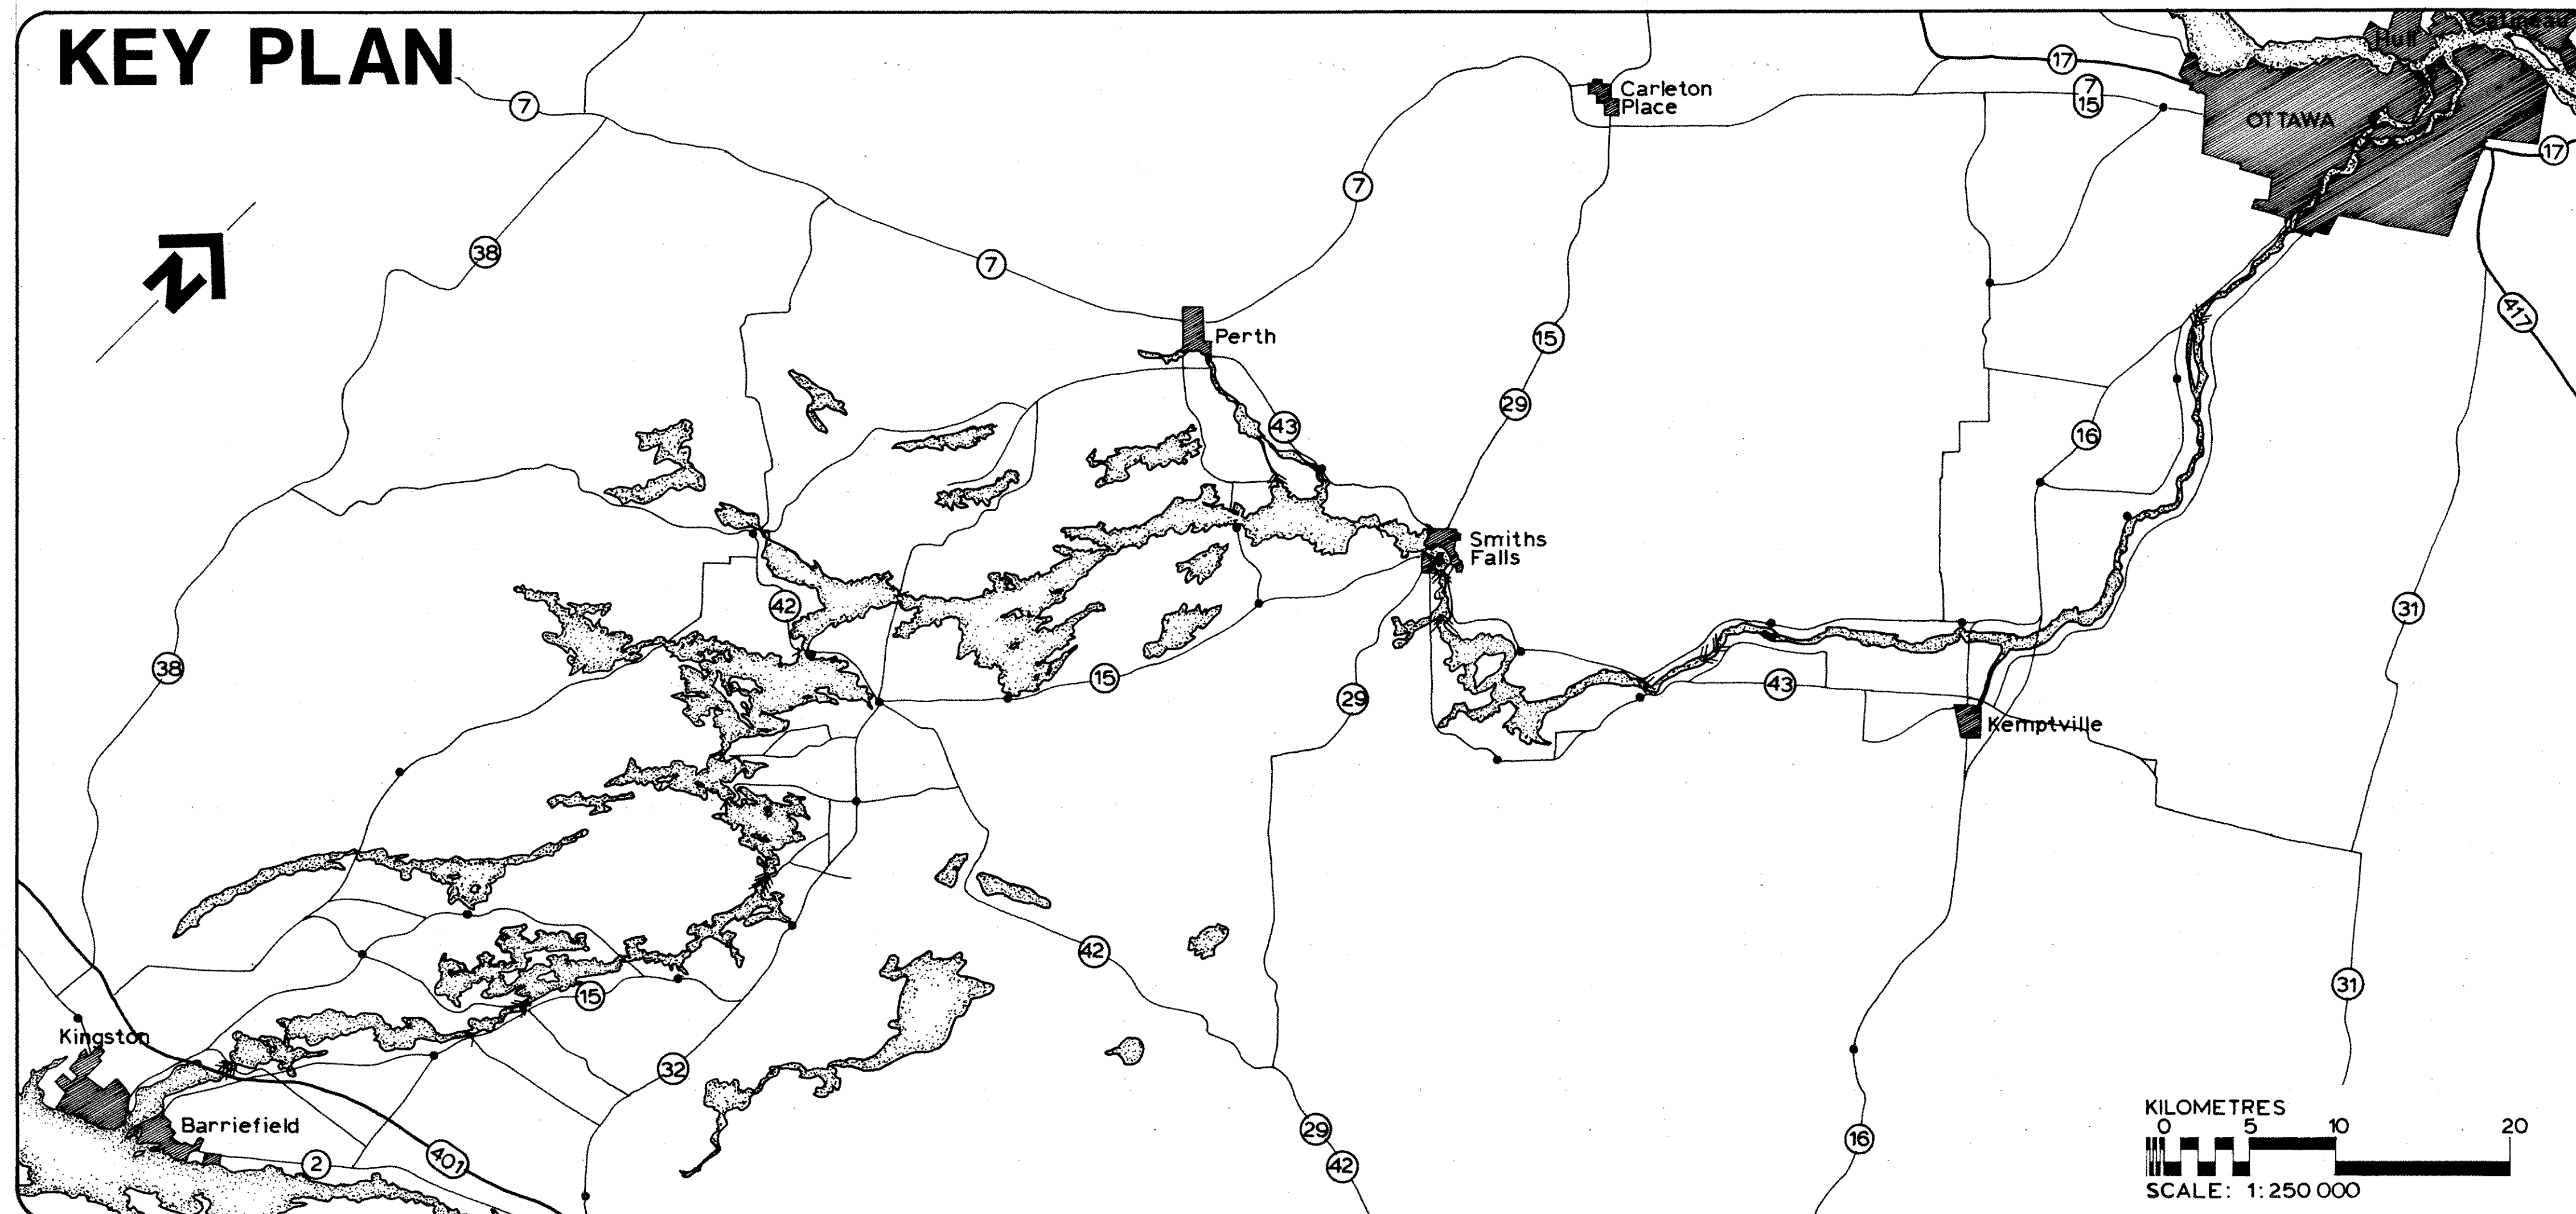 KEY PLAN
Hull
Gatineau
17
7
Carleton
Place
7
15
OTTAWA
17
7
38
7
N
417
Perth
15
29
43
16
Smiths
Falls
42
31
38
15
29
43
Kemptville
42
15
31
Kingston
32
Barriefield
401
2
29
42
16
KILOMETRES
0 5 10 20
SCALE: 1:250 000